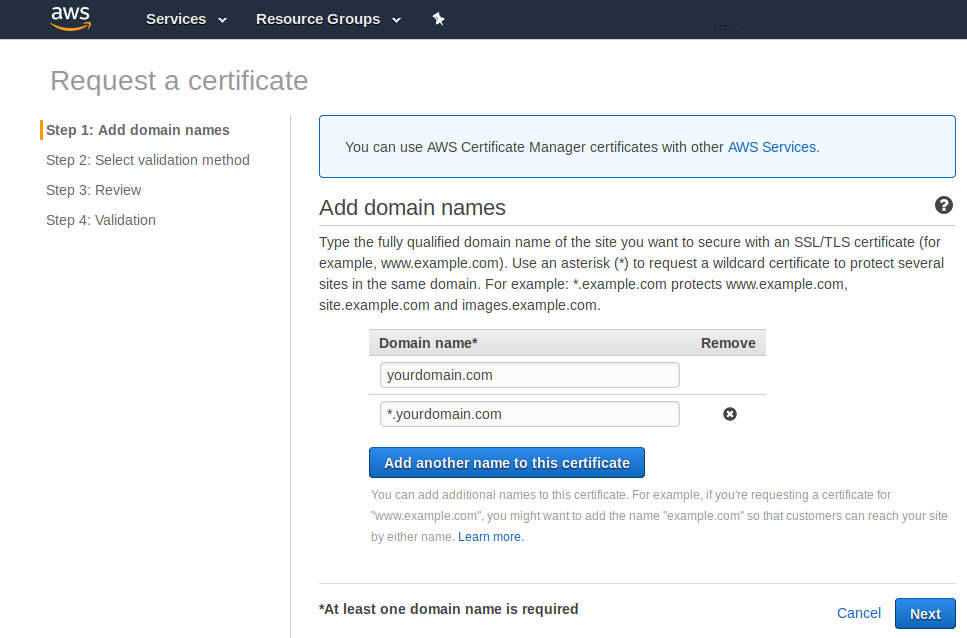 aws Services Resource Groups
Request a certificate
Step 1: Add domain names
Step 2: Select validation method
Step 3: Review
Step 4: Validation
You can use AWS Certificate Manager certificates with other AWS Services.
Add domain names
Type the fully qualified domain name of the site you want to secure with an SSL/TLS certificate (for
example, www.example.com). Use an asterisk (*) to request a wildcard certificate to protect several
sites in the same domain. For example: *.example.com protects www.example.com,
site.example.com and images.example.com.
Domain name* Remove
yourdomain.com
*.yourdomain.com
Add another name to this certificate
You can add additional names to this certificate. For example, if you're requesting a certificate for
"www.example.com", you might want to add the name "example.com" so that customers can reach your site
by either name. Learn more.
*At least one domain name is required
Cancel Next